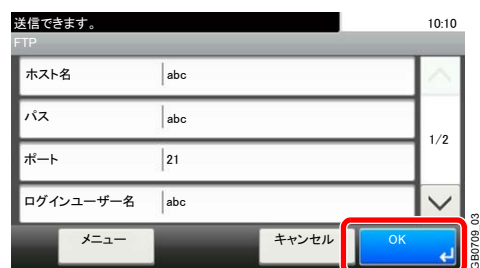 送信できます。 10:10
FTP
ホスト名 abc
パス abc
1/2
ポート 21
ログインユーザー名 abc
メニュー キャンセル OK
GB0709_03